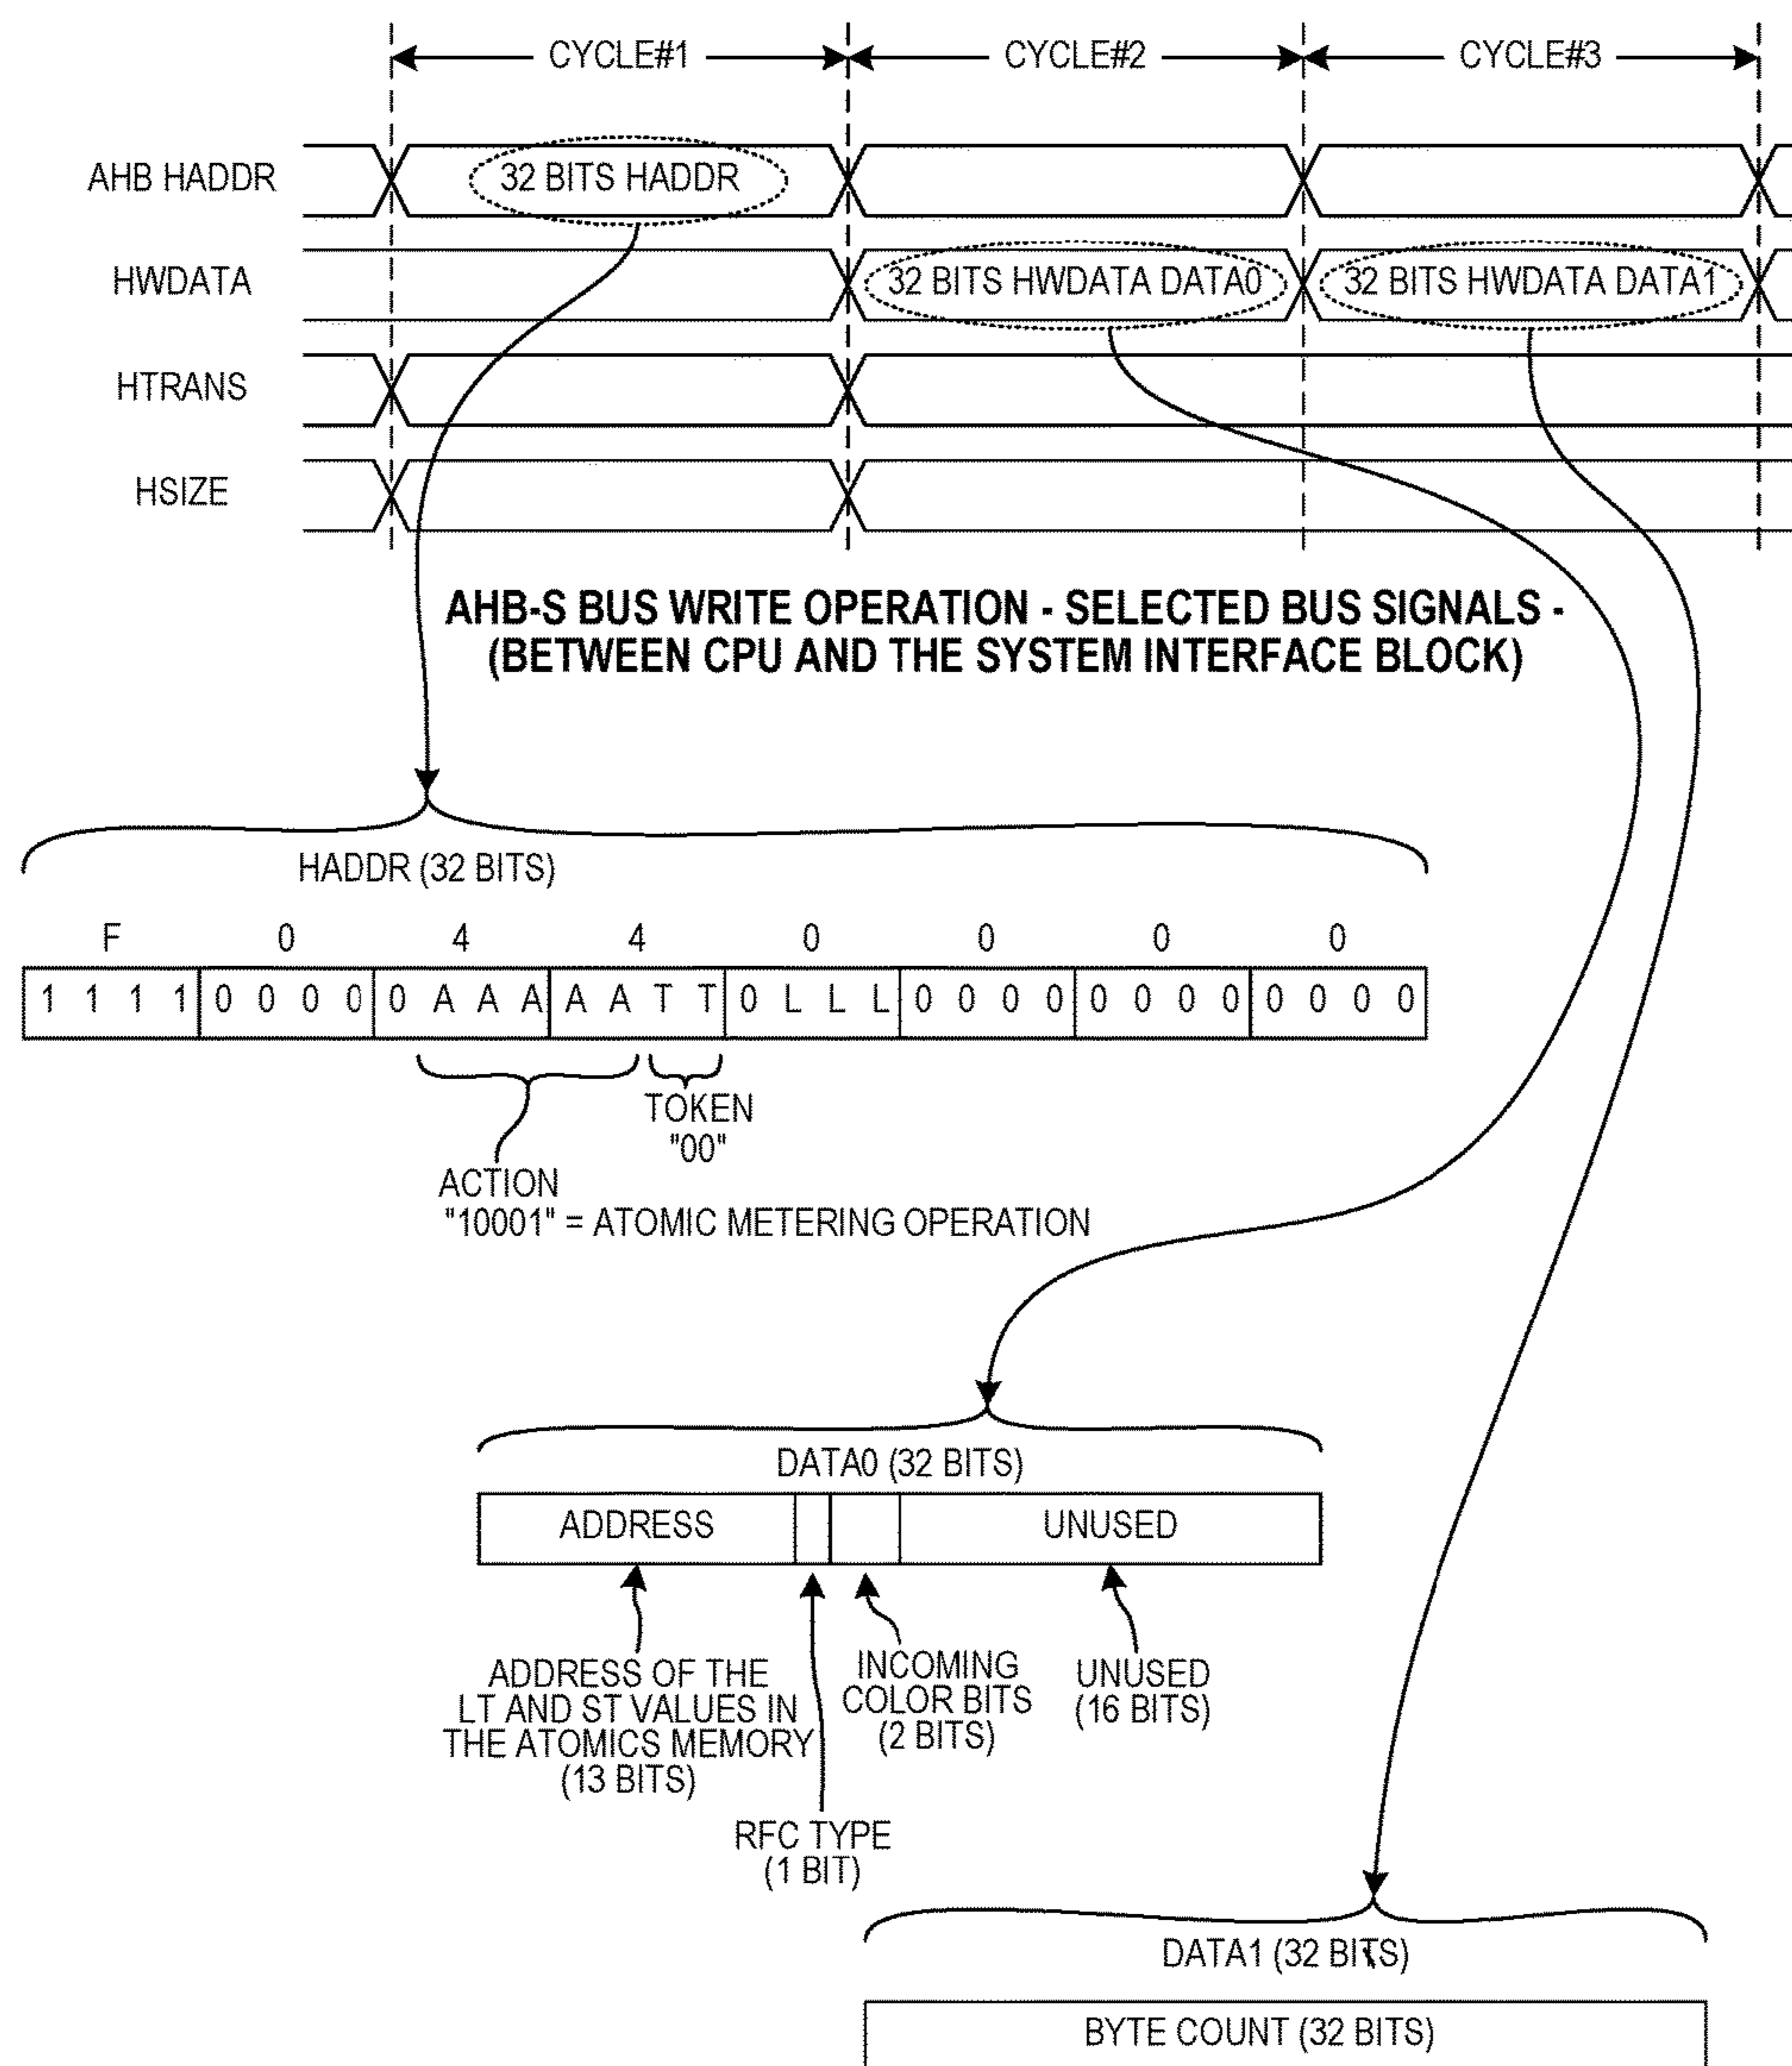 CYCLE#1 CYCLE#2 CYCLE#3
AHB HADDR 32 BITS HADDR
HWDATA 32 BITS HWDATA DATA0 32 BITS HWDATA DATA1
HTRANS
HSIZE
AHB-S BUS WRITE OPERATION - SELECTED BUS SIGNALS -
(BETWEEN CPU AND THE SYSTEM INTERFACE BLOCK)
HADDR (32 BITS)
F 0 4 4 0 0 0 0
1 1 1 1 0 0 0 0 0 A A A A A T T 0 L L L 0 0 0 0 0 0 0 0 0 0 0 0
TOKEN
"00"
ACTION
"10001" = ATOMIC METERING OPERATION
DATA0 (32 BITS)
ADDRESS UNUSED
ADDRESS OF THE
LT AND ST VALUES IN
THE ATOMICS MEMORY
(13 BITS)
RFC TYPE
(1 BIT)
INCOMING
COLOR BITS
(2 BITS)
UNUSED
(16 BITS)
DATA1 (32 BITS)
BYTE COUNT (32 BITS)